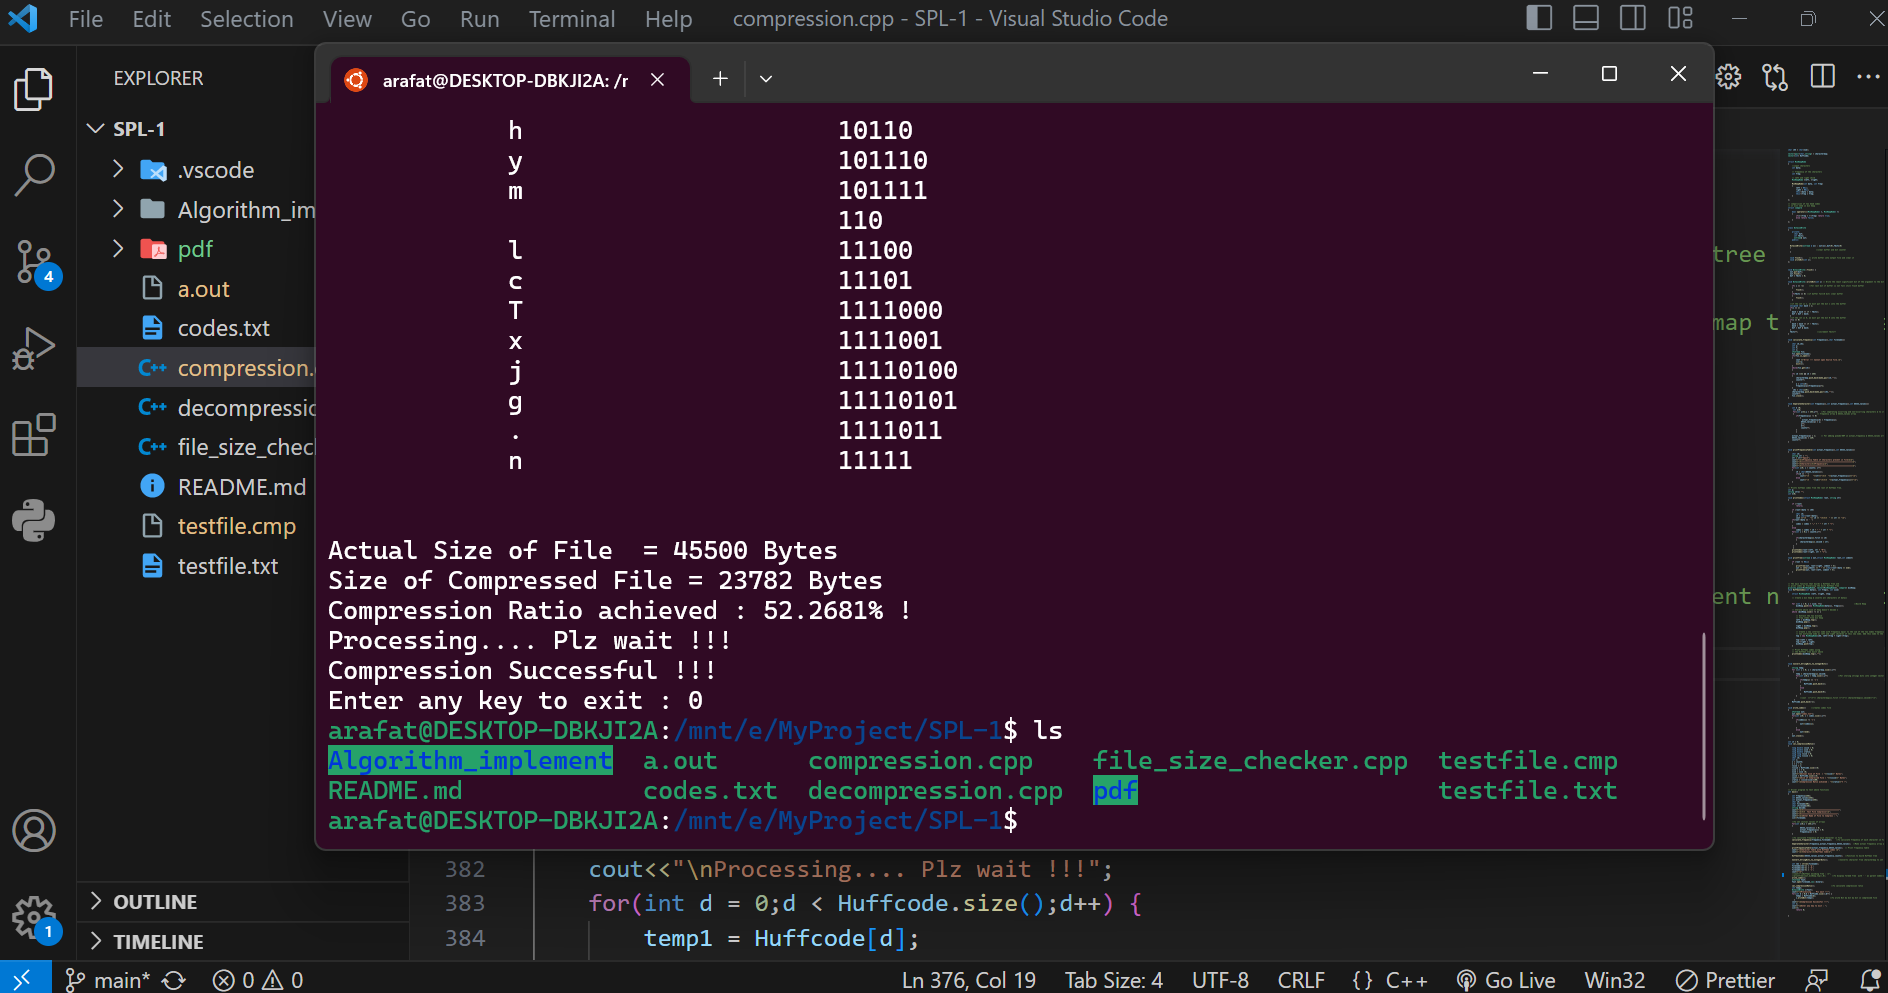 File Edit Selection View Go Run Terminal Help compression.cpp - SPL-1 - Visual Studio Code
EXPLORER
SPL-1
.vscode
Algorithm_im
pdf
a.out
codes.txt
compression.
decompressic
file_size_chec
README.md
testfile.cmp
testfile.txt
OUTLINE
TIMELINE
4
1
arafat@DESKTOP-DBKJI2A: /r
h 10110
y 101110
m 101111
110
l 11100
c 11101
T 1111000
x 1111001
j 11110100
g 11110101
. 1111011
n 11111
Actual Size of File  = 45500 Bytes
Size of Compressed File = 23782 Bytes
Compression Ratio achieved : 52.2681% !
Processing.... Plz wait !!!
Compression Successful !!!
Enter any key to exit : 0
arafat@DESKTOP-DBKJI2A:/mnt/e/MyProject/SPL-1$ ls
Algorithm_implement a.out compression.cpp file_size_checker.cpp testfile.cmp
README.md codes.txt decompression.cpp pdf testfile.txt
arafat@DESKTOP-DBKJI2A:/mnt/e/MyProject/SPL-1$
tree
map t
ent n
382 cout<<"\nProcessing.... Plz wait !!!";
383 for(int d = 0;d < Huffcode.size();d++) {
384 temp1 = Huffcode[d];
main* 0 0 Ln 376, Col 19 Tab Size: 4 UTF-8 CRLF {} C++ Go Live Win32 Prettier